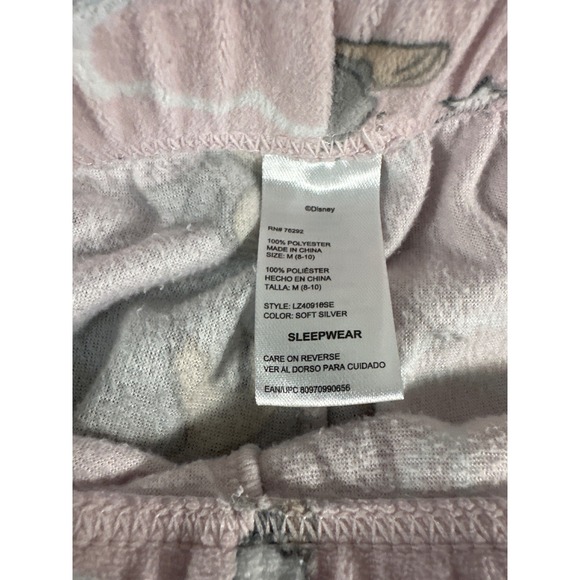 ©Disney
RN# 76292
100% POLYESTER
MADE IN CHINA
SIZE: M (8-10)
100% POLIÉSTER
HECHO EN CHINA
TALLA: M (8-10)
STYLE: LZ40916SE
COLOR: SOFT SILVER
SLEEPWEAR
CARE ON REVERSE
VER AL DORSO PARA CUIDADO
EAN/UPC 80970990656